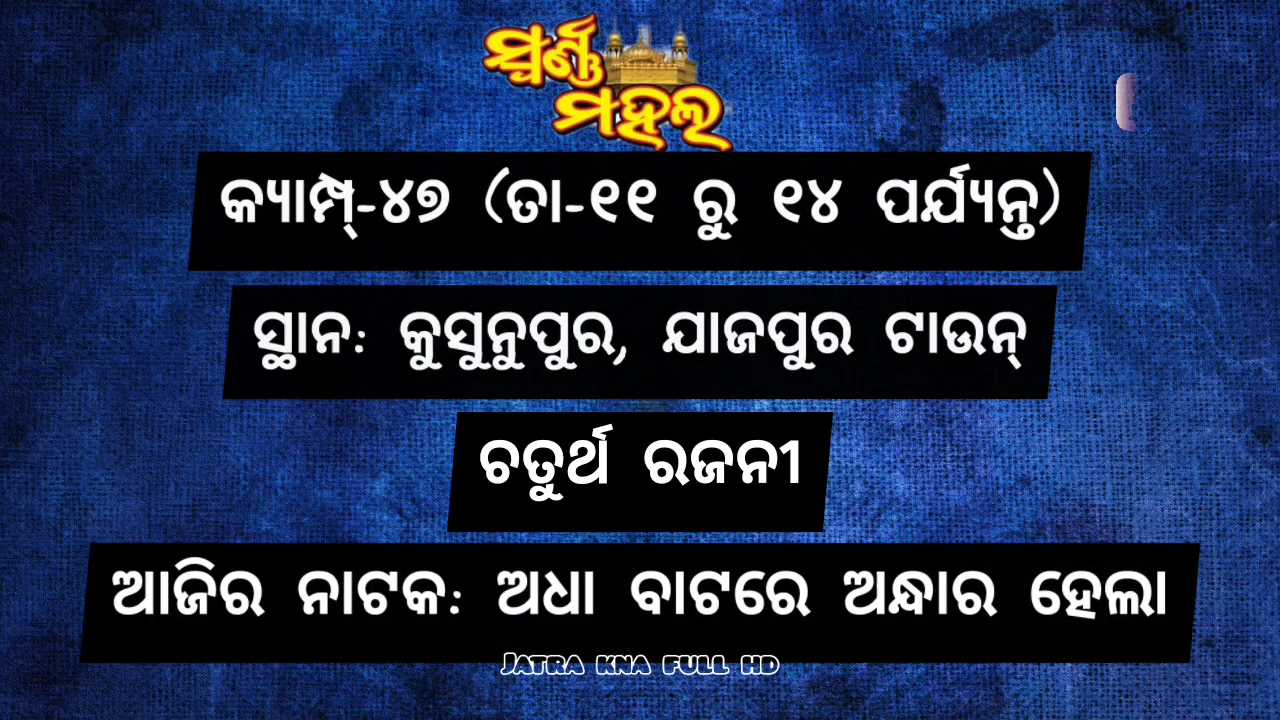 ସ୍ୱର୍ଣ୍ଣ
ମହଲ
କ୍ୟାମ୍ପ୍-୪୭ (ତା-୧୧ ରୁ ୧୪ ପର୍ଯ୍ୟନ୍ତ)
ସ୍ଥାନ: କୁସୁନୁପୁର, ଯାଜପୁର ଟାଉନ୍
ଚତୁର୍ଥ ରଜନୀ
ଆଜିର ନାଟକ: ଅଧା ବାଟରେ ଅନ୍ଧାର ହେଲା
JATRA KNA FULL HD